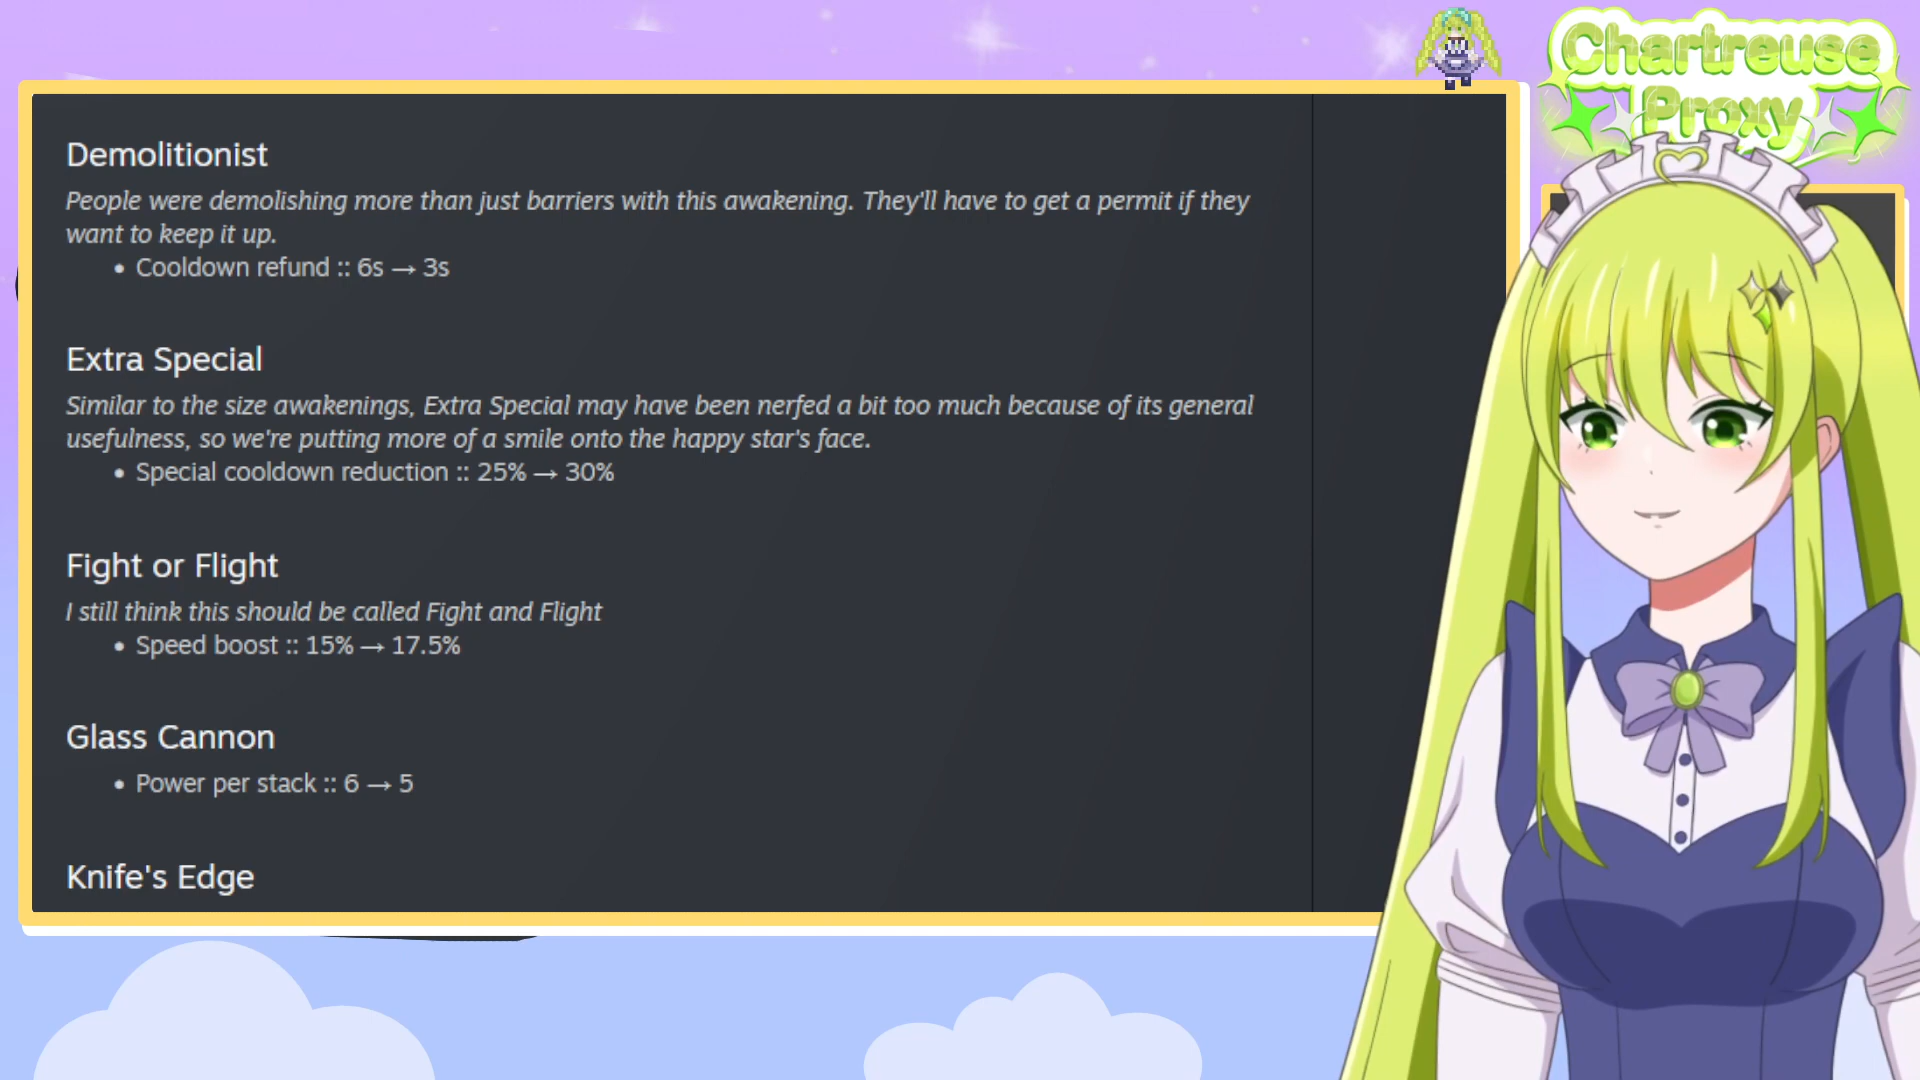 Chartreuse
Proxy
Demolitionist
People were demolishing more than just barriers with this awakening. They'll have to get a permit if they
want to keep it up.
• Cooldown refund :: 6s → 3s
Extra Special
Similar to the size awakenings, Extra Special may have been nerfed a bit too much because of its general
usefulness, so we're putting more of a smile onto the happy star's face.
• Special cooldown reduction :: 25% → 30%
Fight or Flight
I still think this should be called Fight and Flight
• Speed boost :: 15% → 17.5%
Glass Cannon
• Power per stack :: 6 → 5
Knife's Edge